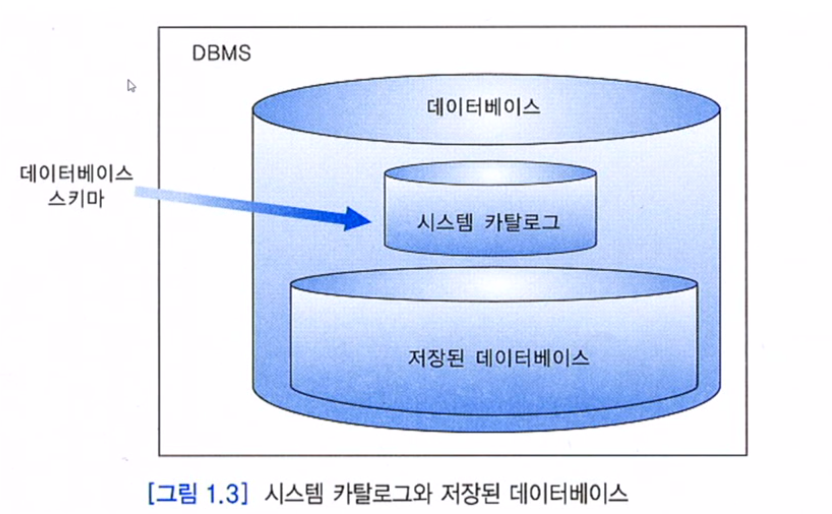 DBMS
데이터베이스
데이터베이스
스키마
시스템 카탈로그
저장된 데이터베이스
[그림 1.3] 시스템 카탈로그와 저장된 데이터베이스